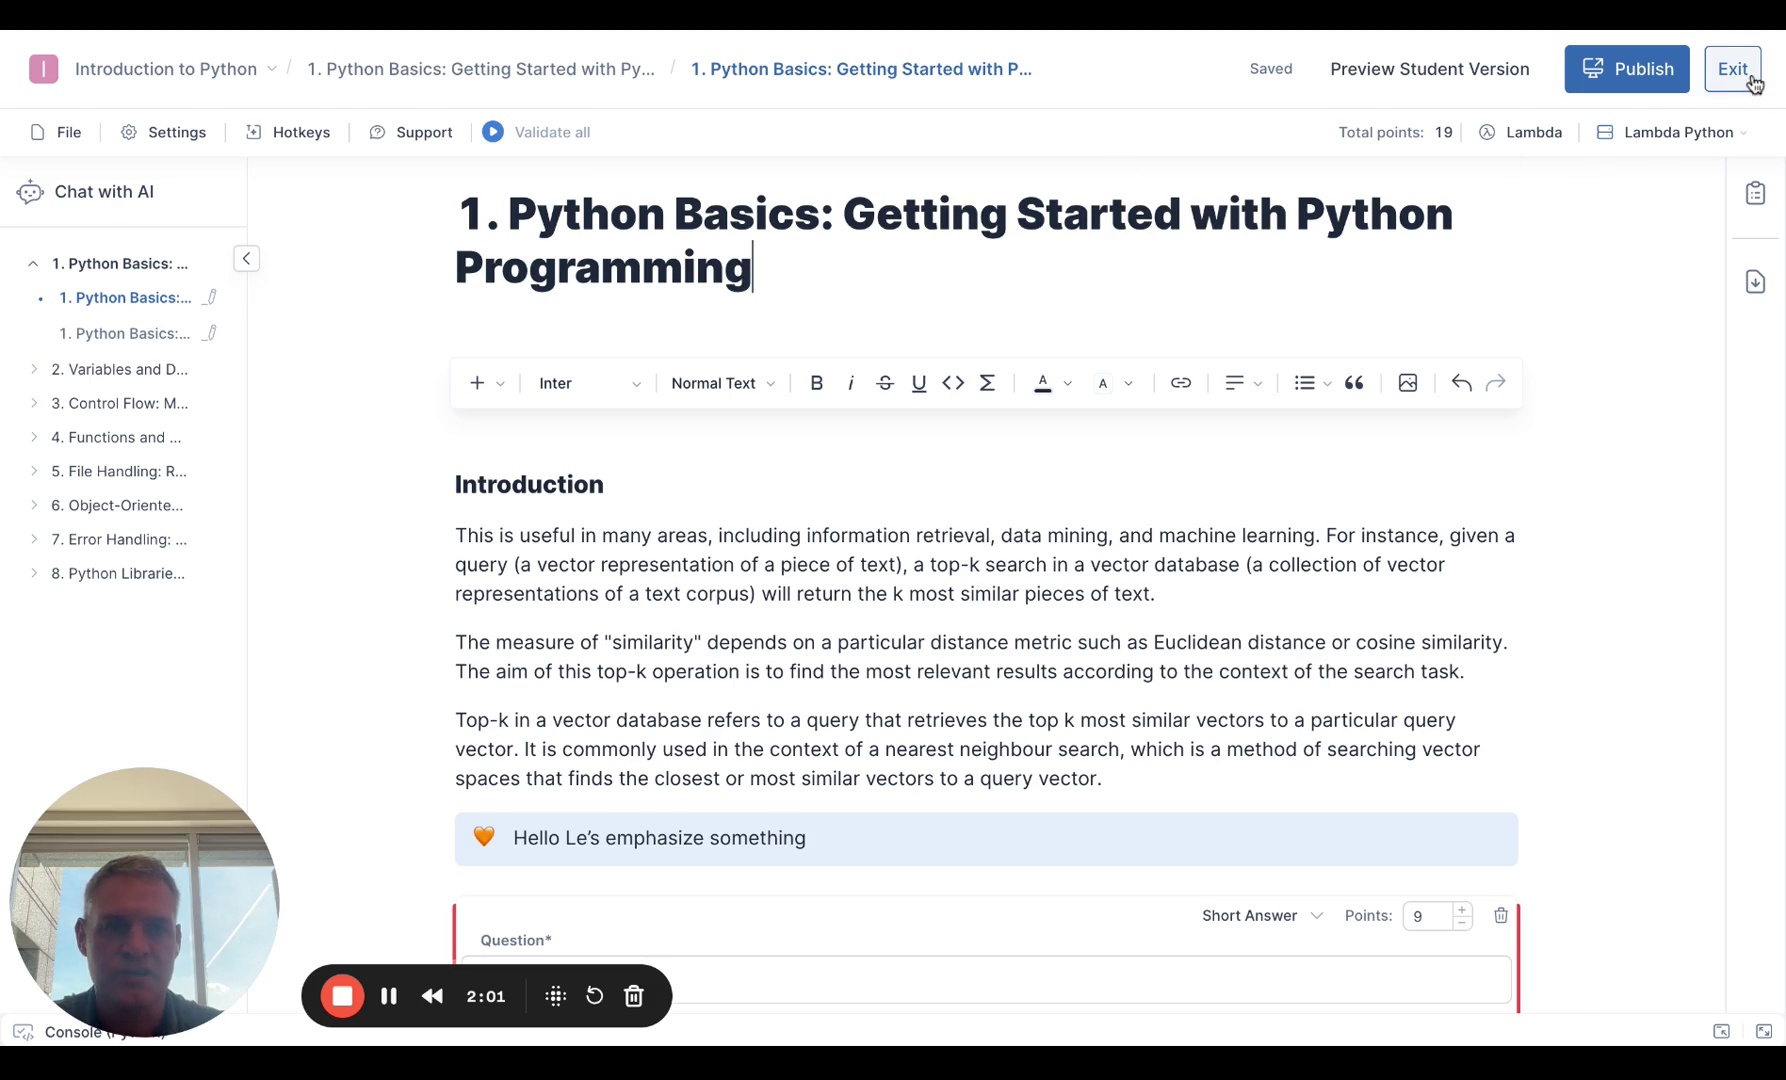 I
Introduction to Python / 1. Python Basics: Getting Started with Py... / 1. Python Basics: Getting Started with P...
Saved
Preview Student Version
Publish
Exit
File
Settings
Hotkeys
Support
Validate all
Total points: 19
Lambda
Lambda Python
Chat with AI
1. Python Basics: ...
1. Python Basics:...
1. Python Basics:...
2. Variables and D...
3. Control Flow: M...
4. Functions and ...
5. File Handling: R...
6. Object-Oriente...
7. Error Handling: ...
8. Python Librarie...
1. Python Basics: Getting Started with Python
Programming
Inter
Normal Text
B i S U <> Σ A A
Introduction
This is useful in many areas, including information retrieval, data mining, and machine learning. For instance, given a
query (a vector representation of a piece of text), a top-k search in a vector database (a collection of vector
representations of a text corpus) will return the k most similar pieces of text.
The measure of "similarity" depends on a particular distance metric such as Euclidean distance or cosine similarity.
The aim of this top-k operation is to find the most relevant results according to the context of the search task.
Top-k in a vector database refers to a query that retrieves the top k most similar vectors to a particular query
vector. It is commonly used in the context of a nearest neighbour search, which is a method of searching vector
spaces that finds the closest or most similar vectors to a query vector.
🧡 Hello Le's emphasize something
Short Answer
Points: 9
Question*
2:01
Console